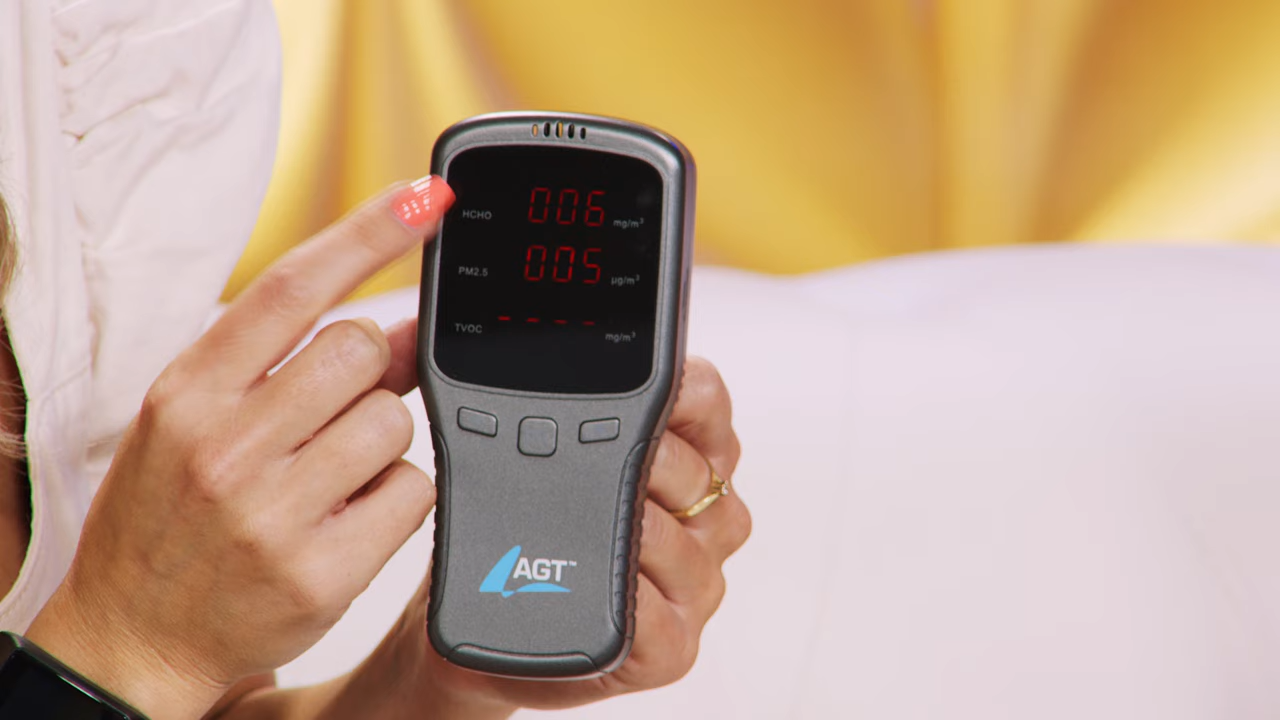 HCHO 006 mg/m³
PM2.5 005 µg/m³
TVOC - - - - mg/m³
AGT™